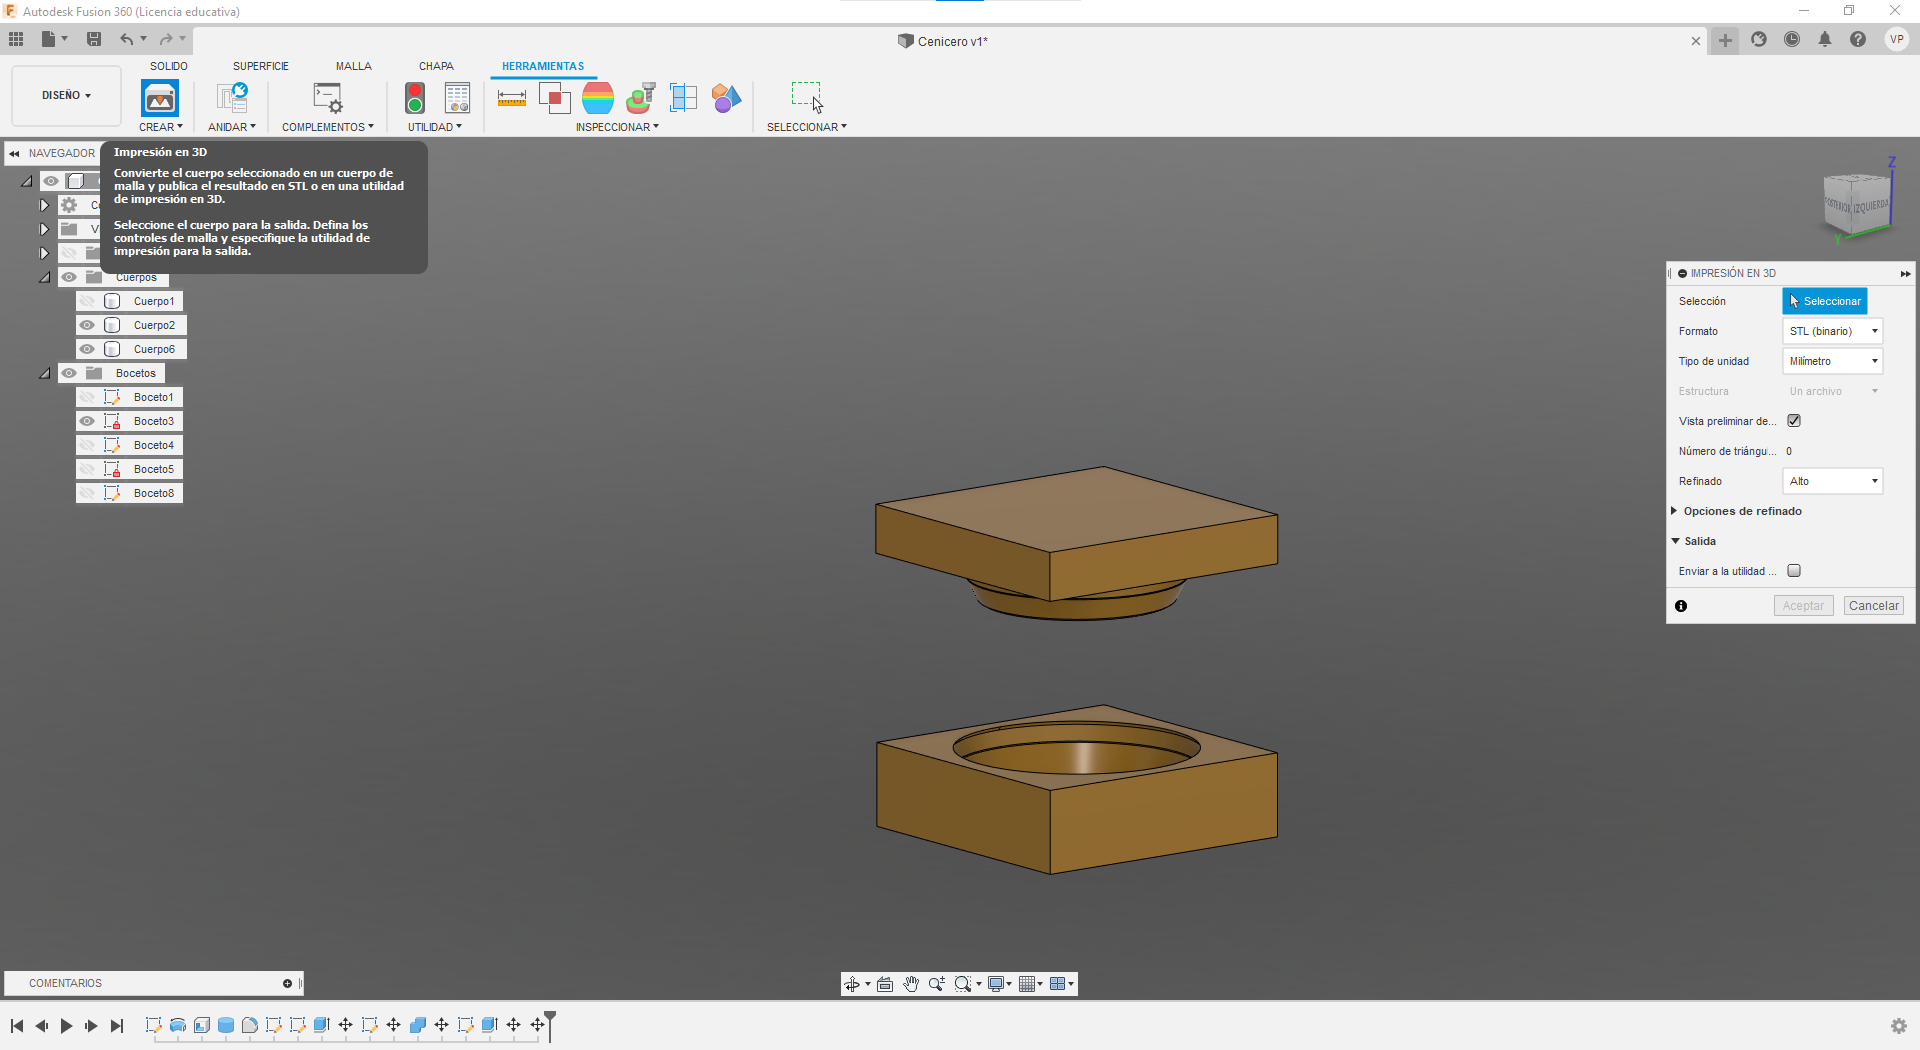 Autodesk Fusion 360 (Licencia educativa)
Cenicero v1*
VP
DISEÑO
SOLIDO
SUPERFICIE
MALLA
CHAPA
HERRAMIENTAS
CREAR
ANIDAR
COMPLEMENTOS
UTILIDAD
INSPECCIONAR
SELECCIONAR
NAVEGADOR
Impresión en 3D
Convierte el cuerpo seleccionado en un cuerpo de
malla y publica el resultado en STL o en una utilidad
de impresión en 3D.
Seleccione el cuerpo para la salida. Defina los
controles de malla y especifique la utilidad de
impresión para la salida.
V
Cuerpos
Cuerpo1
Cuerpo2
Cuerpo6
Bocetos
Boceto1
Boceto3
Boceto4
Boceto5
Boceto8
Z
POSTERIOR
IZQUIERDA
Y
IMPRESIÓN EN 3D
Selección
Seleccionar
Formato
STL (binario)
Tipo de unidad
Milímetro
Estructura
Un archivo
Vista preliminar de...
Número de triángu...
0
Refinado
Alto
Opciones de refinado
Salida
Enviar a la utilidad ...
Aceptar
Cancelar
COMENTARIOS